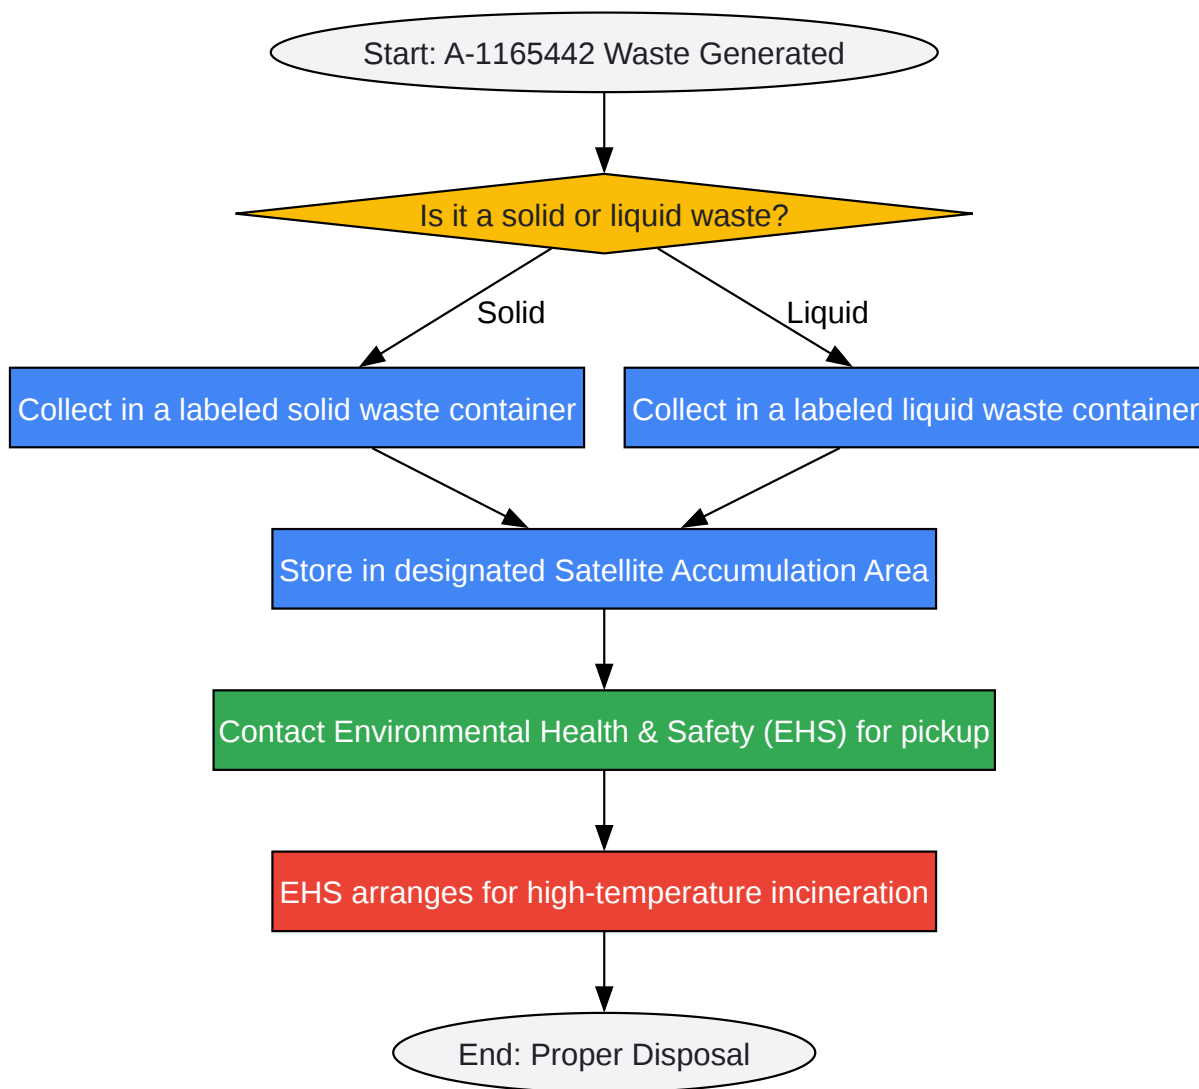 Start: A-1165442 Waste Generated
Is it a solid or liquid waste?
Solid
Liquid
Collect in a labeled solid waste container
Collect in a labeled liquid waste container
Store in designated Satellite Accumulation Area
Contact Environmental Health & Safety (EHS) for pickup
EHS arranges for high-temperature incineration
End: Proper Disposal